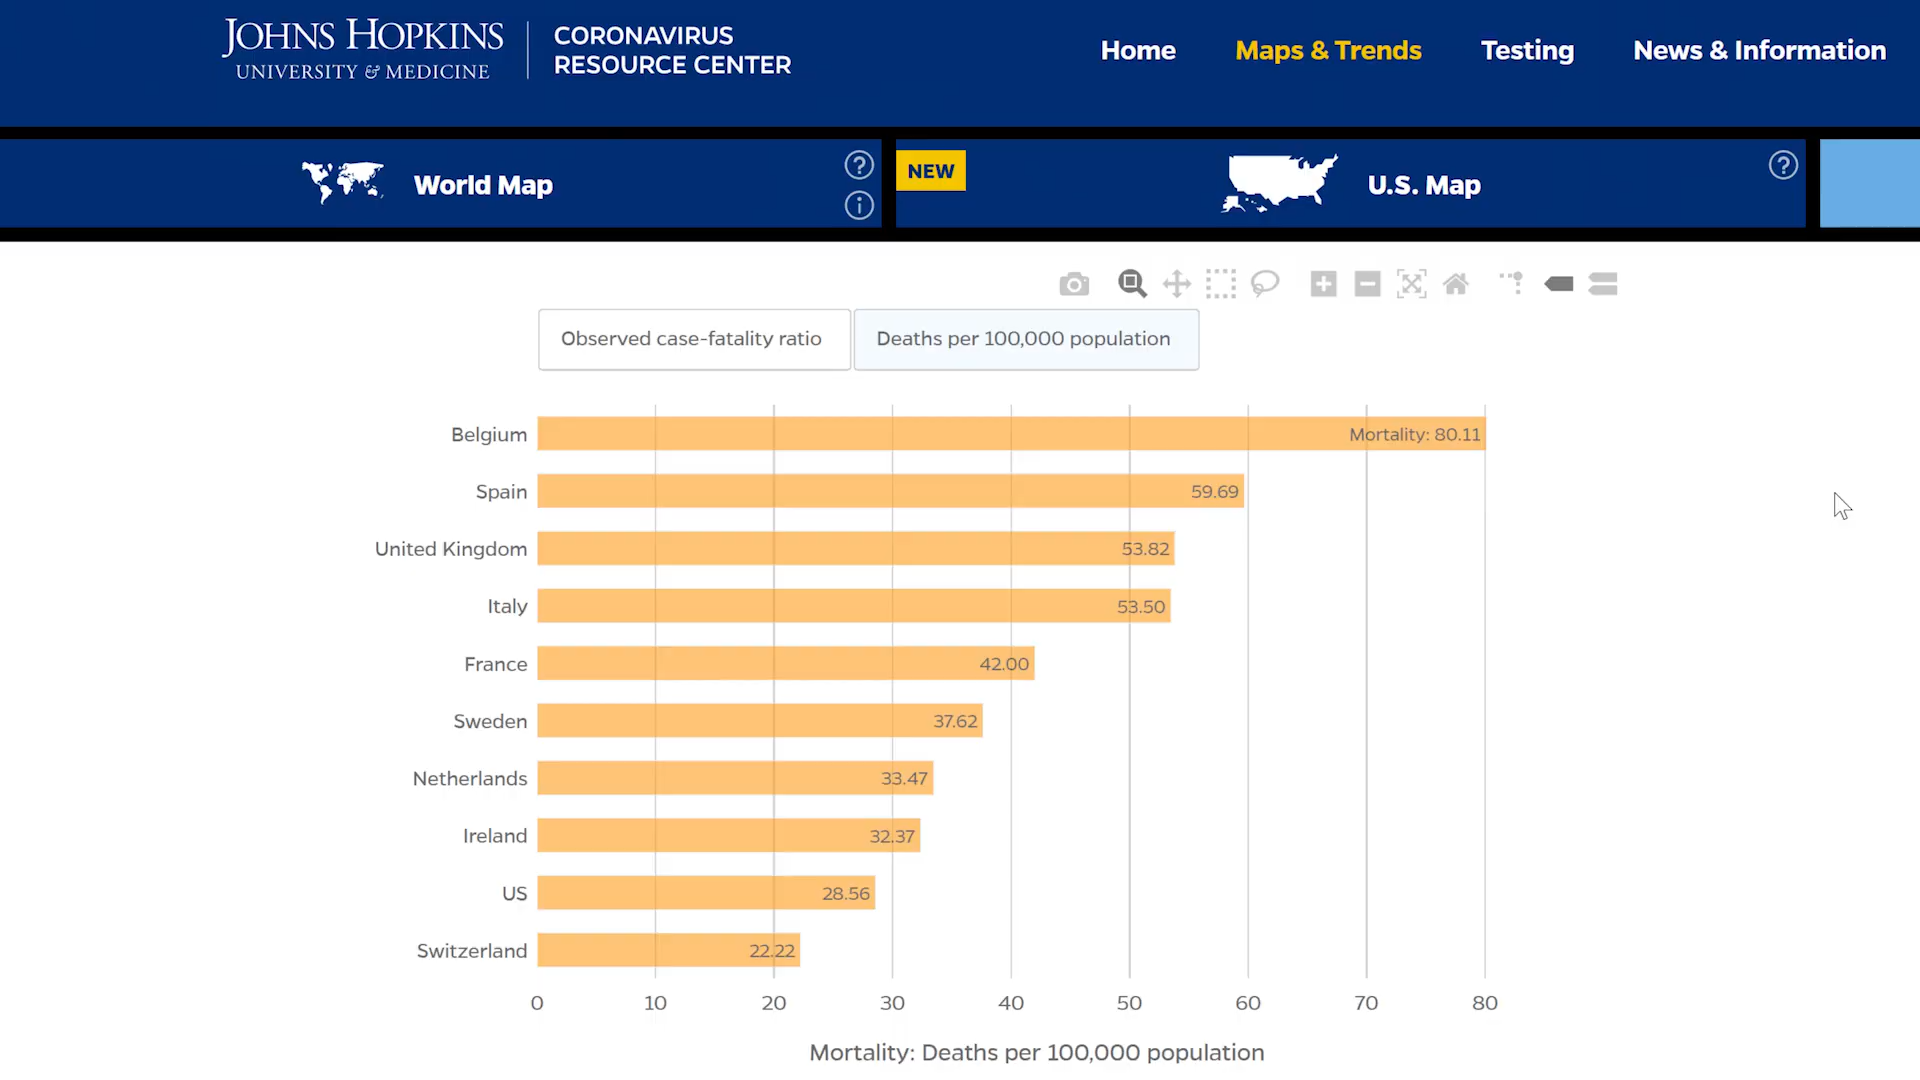 JOHNS HOPKINS
UNIVERSITY & MEDICINE
CORONAVIRUS
RESOURCE CENTER
Home
Maps & Trends
Testing
News & Information
World Map
NEW
U.S. Map
Observed case-fatality ratio
Deaths per 100,000 population
Belgium
Mortality: 80.11
Spain
59.69
United Kingdom
53.82
Italy
53.50
France
42.00
Sweden
37.62
Netherlands
33.47
Ireland
32.37
US
28.56
Switzerland
22.22
0 10 20 30 40 50 60 70 80
Mortality: Deaths per 100,000 population